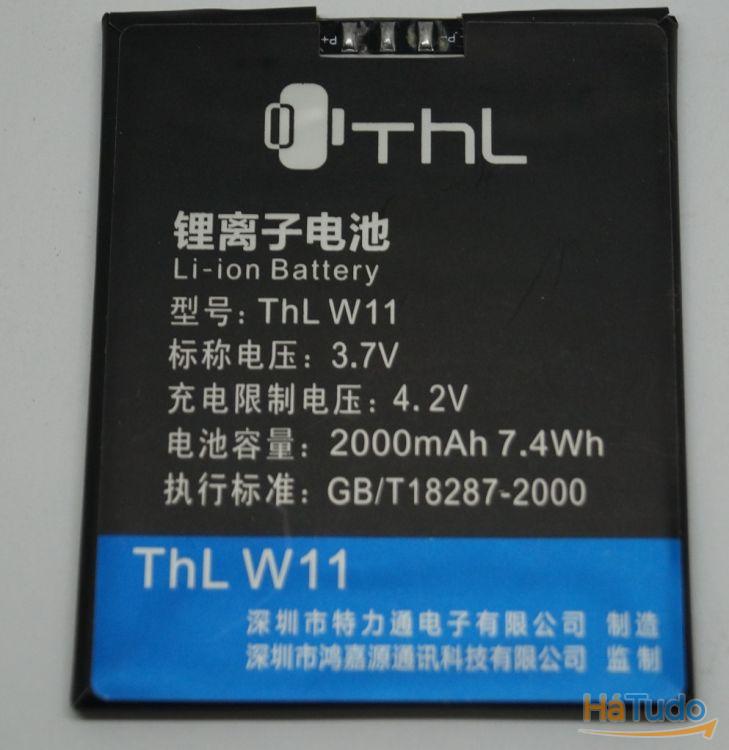 P+ P-
ThL
锂离子电池
Li-ion Battery
型号: ThL W11
标称电压: 3.7V
充电限制电压: 4.2V
电池容量: 2000mAh 7.4Wh
执行标准: GB/T18287-2000
ThL W11
深圳市特力通电子有限公司 制造
深圳市鸿嘉源通讯科技有限公司 监制
HáTudo